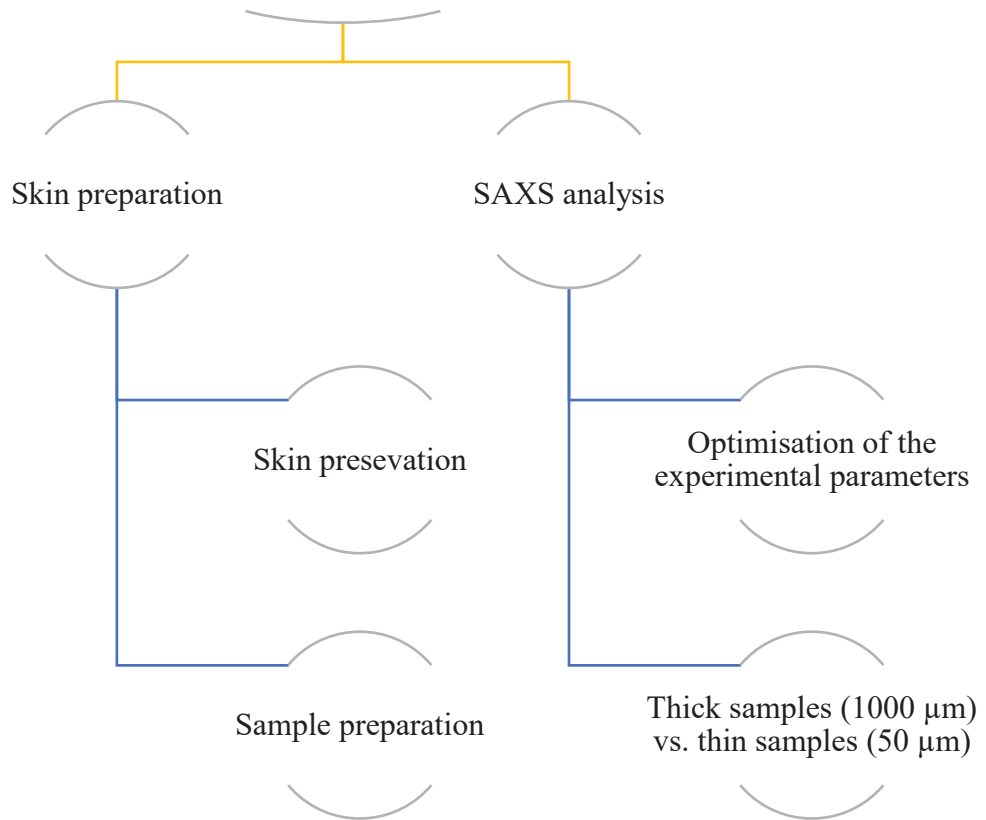 Skin preparation
SAXS analysis
Skin presevation
Optimisation of the
experimental parameters
Sample preparation
Thick samples (1000 µm)
vs. thin samples (50 µm)